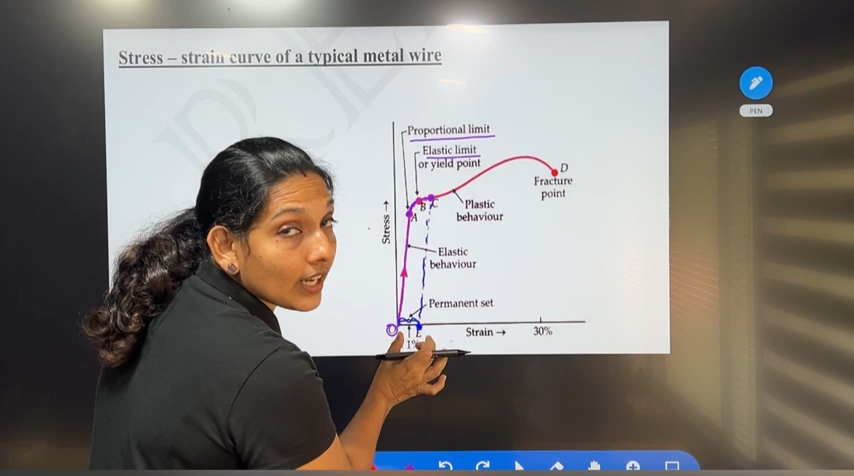 Stress – strain curve of a typical metal wire
Proportional limit
Elastic limit
or yield point
D
Fracture
point
B
C
A
Plastic
behaviour
Stress →
Elastic
behaviour
Permanent set
O
E
Strain →
30%
1%
PEN